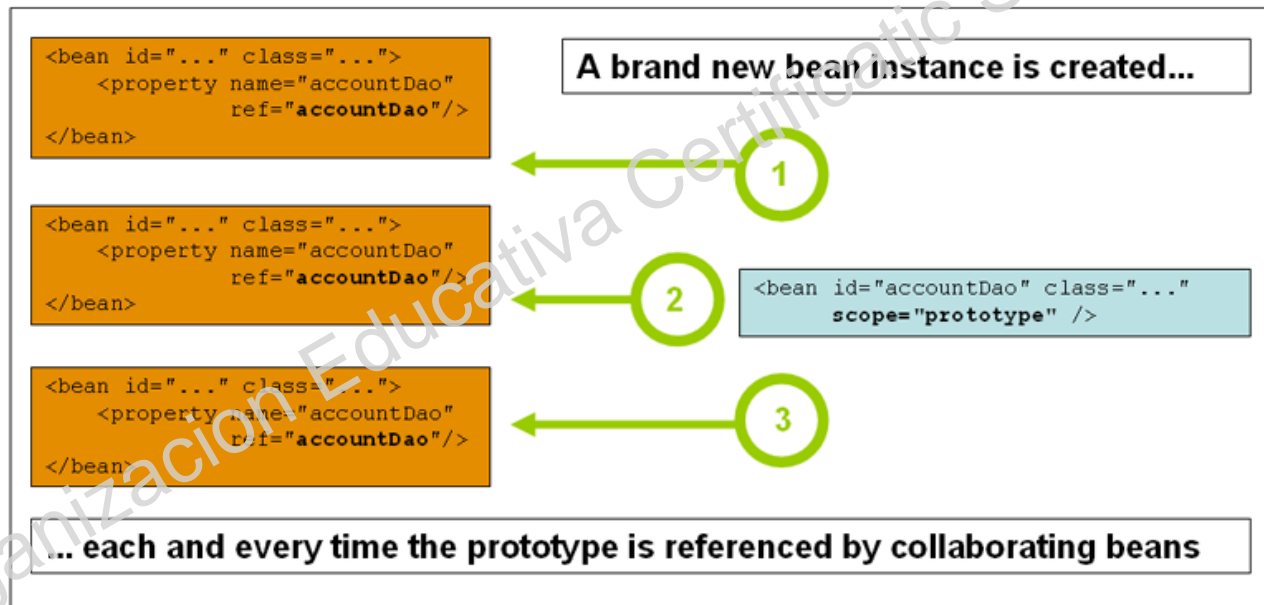 <bean id="..." class="...">
<property name="accountDao"
ref="accountDao"/>
</bean>
A brand new bean instance is created...
1
<bean id="..." class="...">
<property name="accountDao"
ref="accountDao"/>
</bean>
2
<bean id="accountDao" class="..."
scope="prototype" />
<bean id="..." class="...">
<property name="accountDao"
ref="accountDao"/>
</bean>
3
... each and every time the prototype is referenced by collaborating beans
Educativa Certificatic